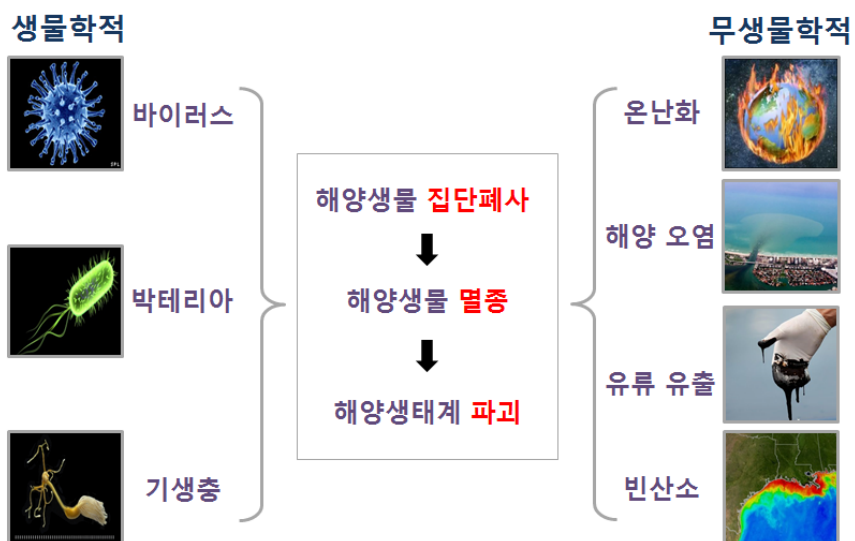 생물학적
바이러스
박테리아
기생충
해양생물 집단폐사
해양생물 멸종
해양생태계 파괴
무생물학적
온난화
해양 오염
유류 유출
빈산소
SPL